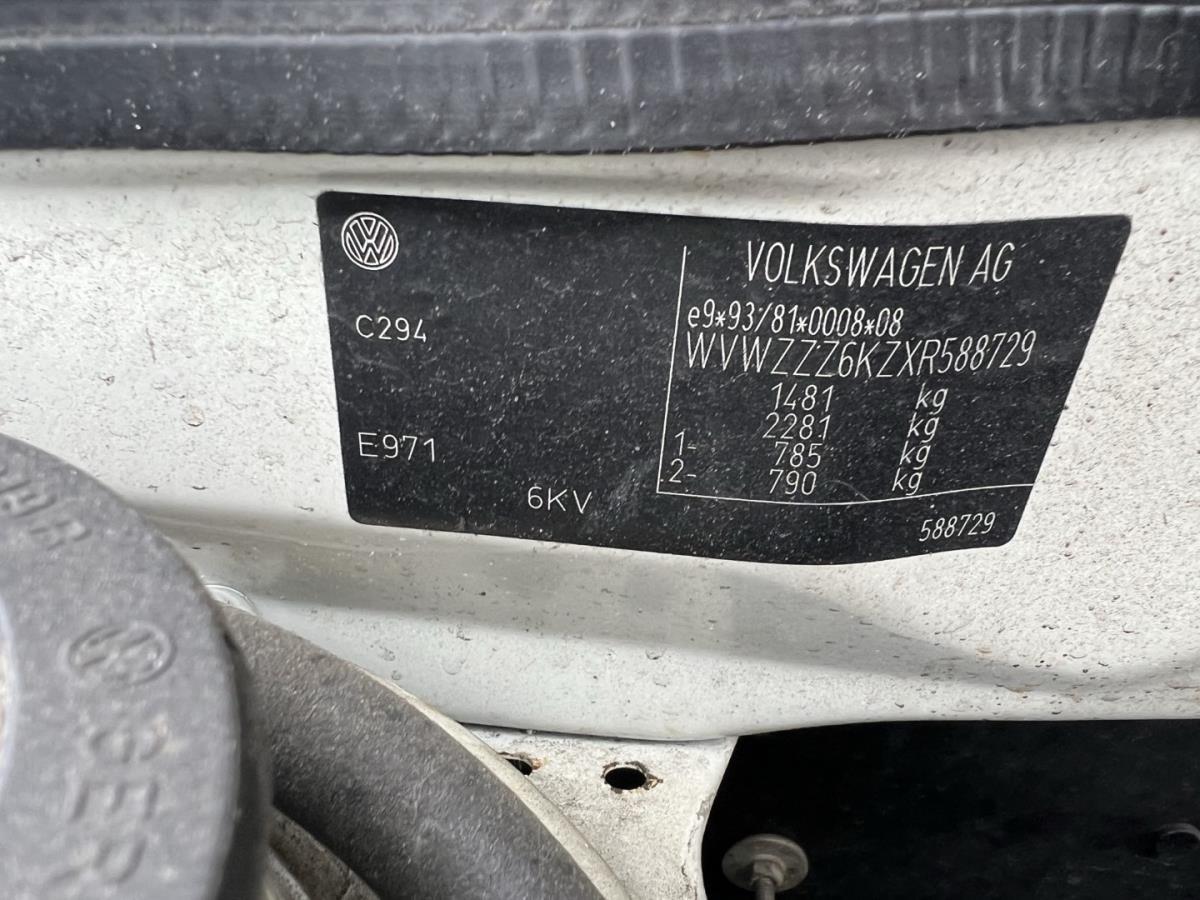 VOLKSWAGEN AG
e9*93/81*0008*08
WVWZZZ6KZXR588729
1481 kg
2281 kg
1- 785 kg
2- 790 kg
C294
E971
6KV
588729